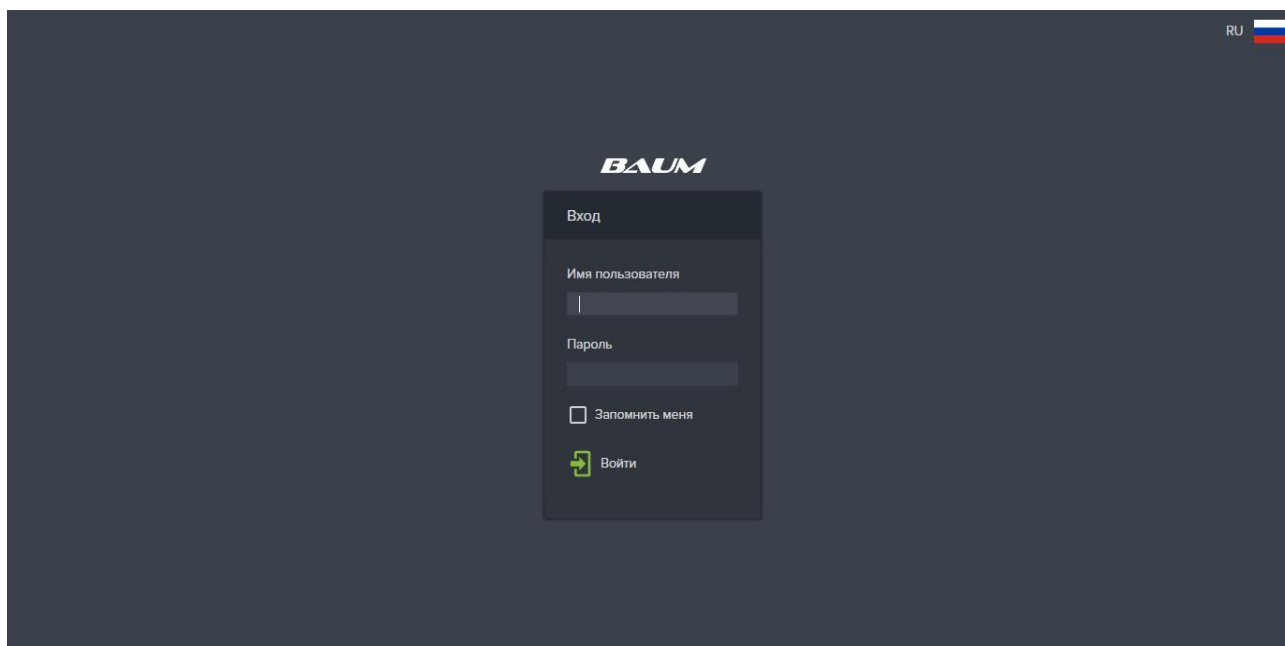 RU
BAUM
Вход
Имя пользователя
Пароль
Запомнить меня
Войти